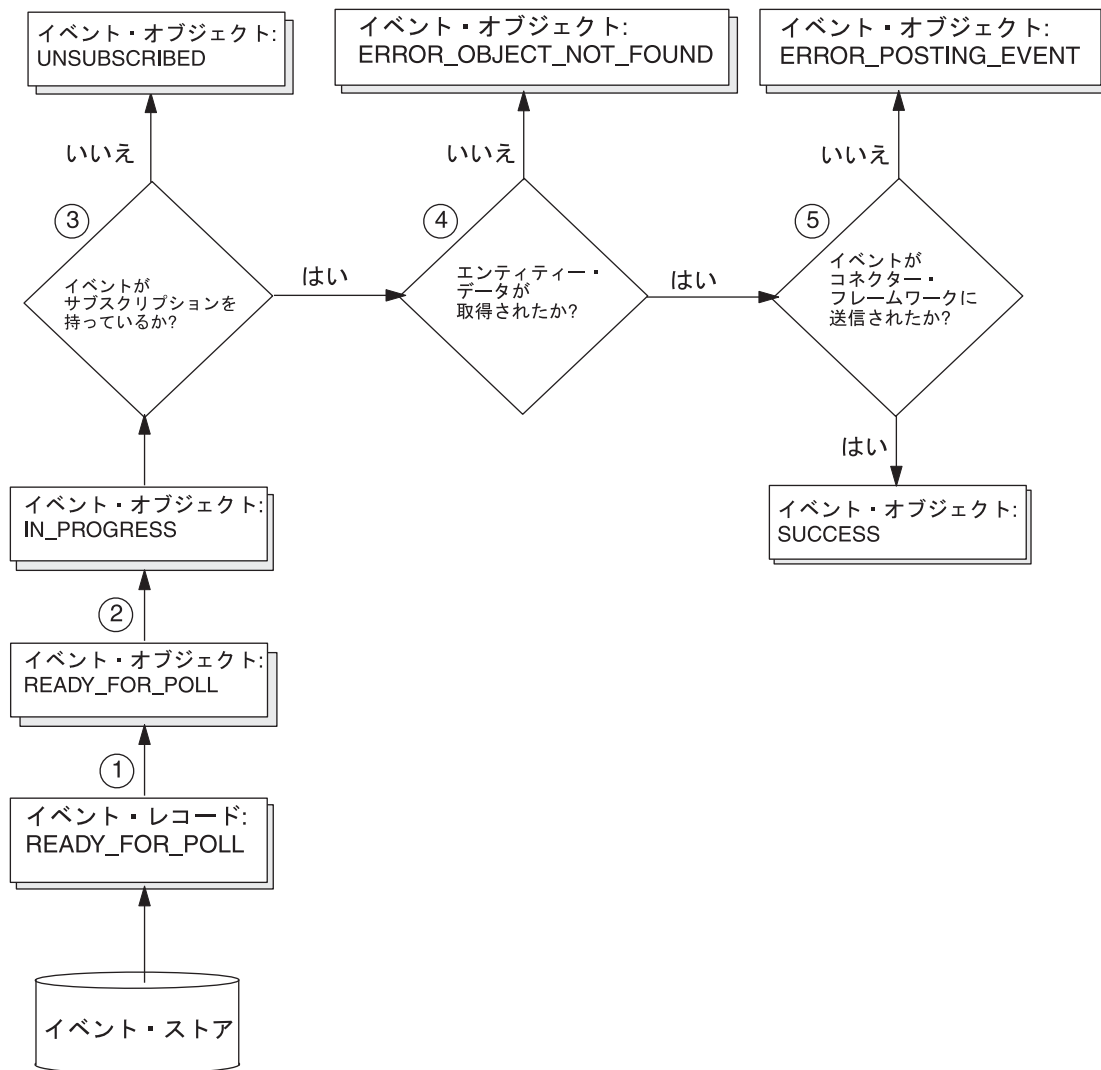 イベント・オブジェクト:
UNSUBSCRIBED
イベント・オブジェクト:
ERROR_OBJECT_NOT_FOUND
イベント・オブジェクト:
ERROR_POSTING_EVENT
いいえ
いいえ
いいえ
3
4
5
イベントが
サブスクリプションを
持っているか?
はい
エンティティー・
データが
取得されたか?
はい
イベントが
コネクター・
フレームワークに
送信されたか?
はい
イベント・オブジェクト:
IN_PROGRESS
イベント・オブジェクト:
SUCCESS
2
イベント・オブジェクト:
READY_FOR_POLL
1
イベント・レコード:
READY_FOR_POLL
イベント・ストア